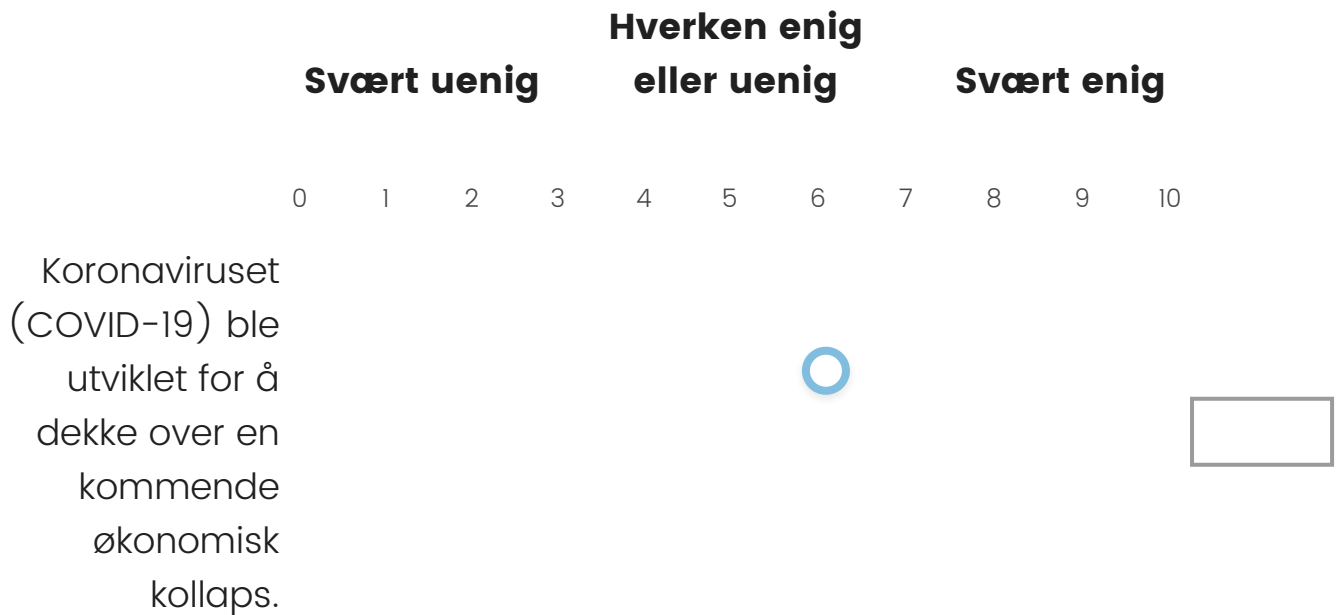 Hverken enig
Svært uenig eller uenig Svært enig
0 1 2 3 4 5 6 7 8 9 10
Koronaviruset
(COVID-19) ble
utviklet for å
dekke over en
kommende
økonomisk
kollaps.